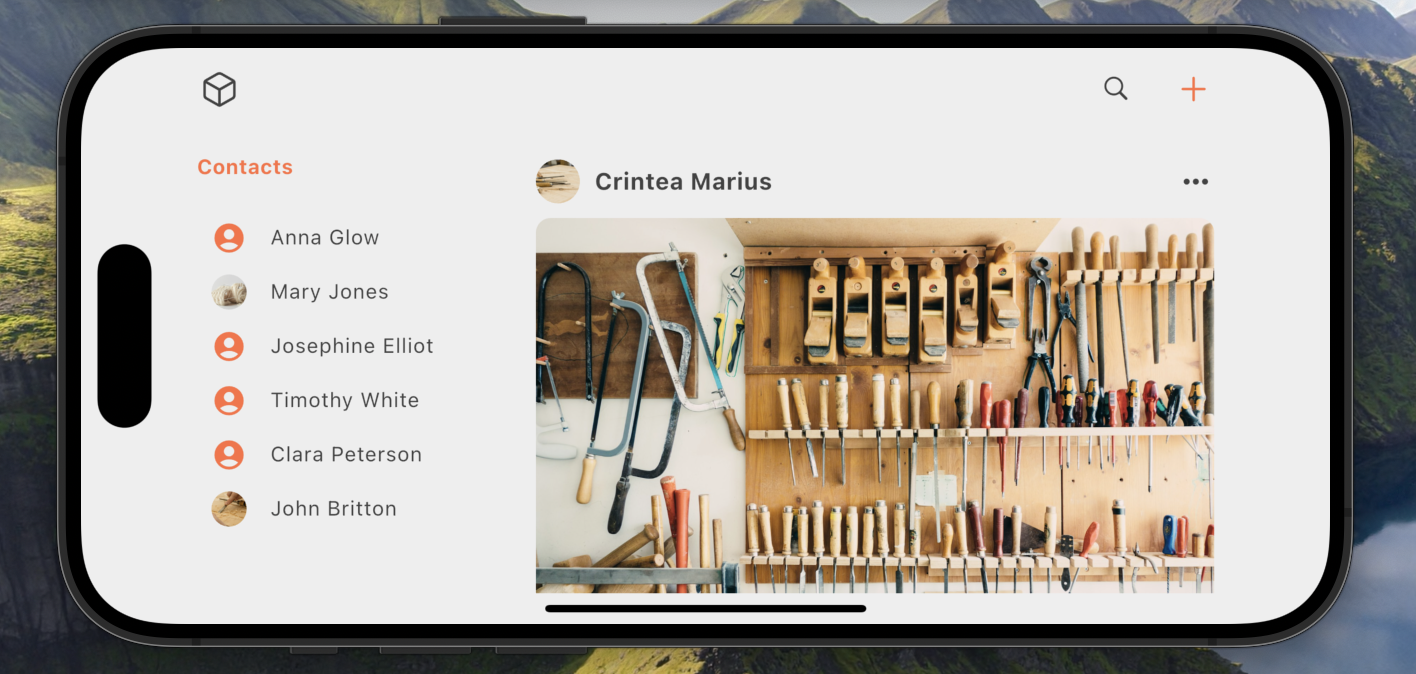 Contacts
Anna Glow
Mary Jones
Josephine Elliot
Timothy White
Clara Peterson
John Britton
Crintea Marius